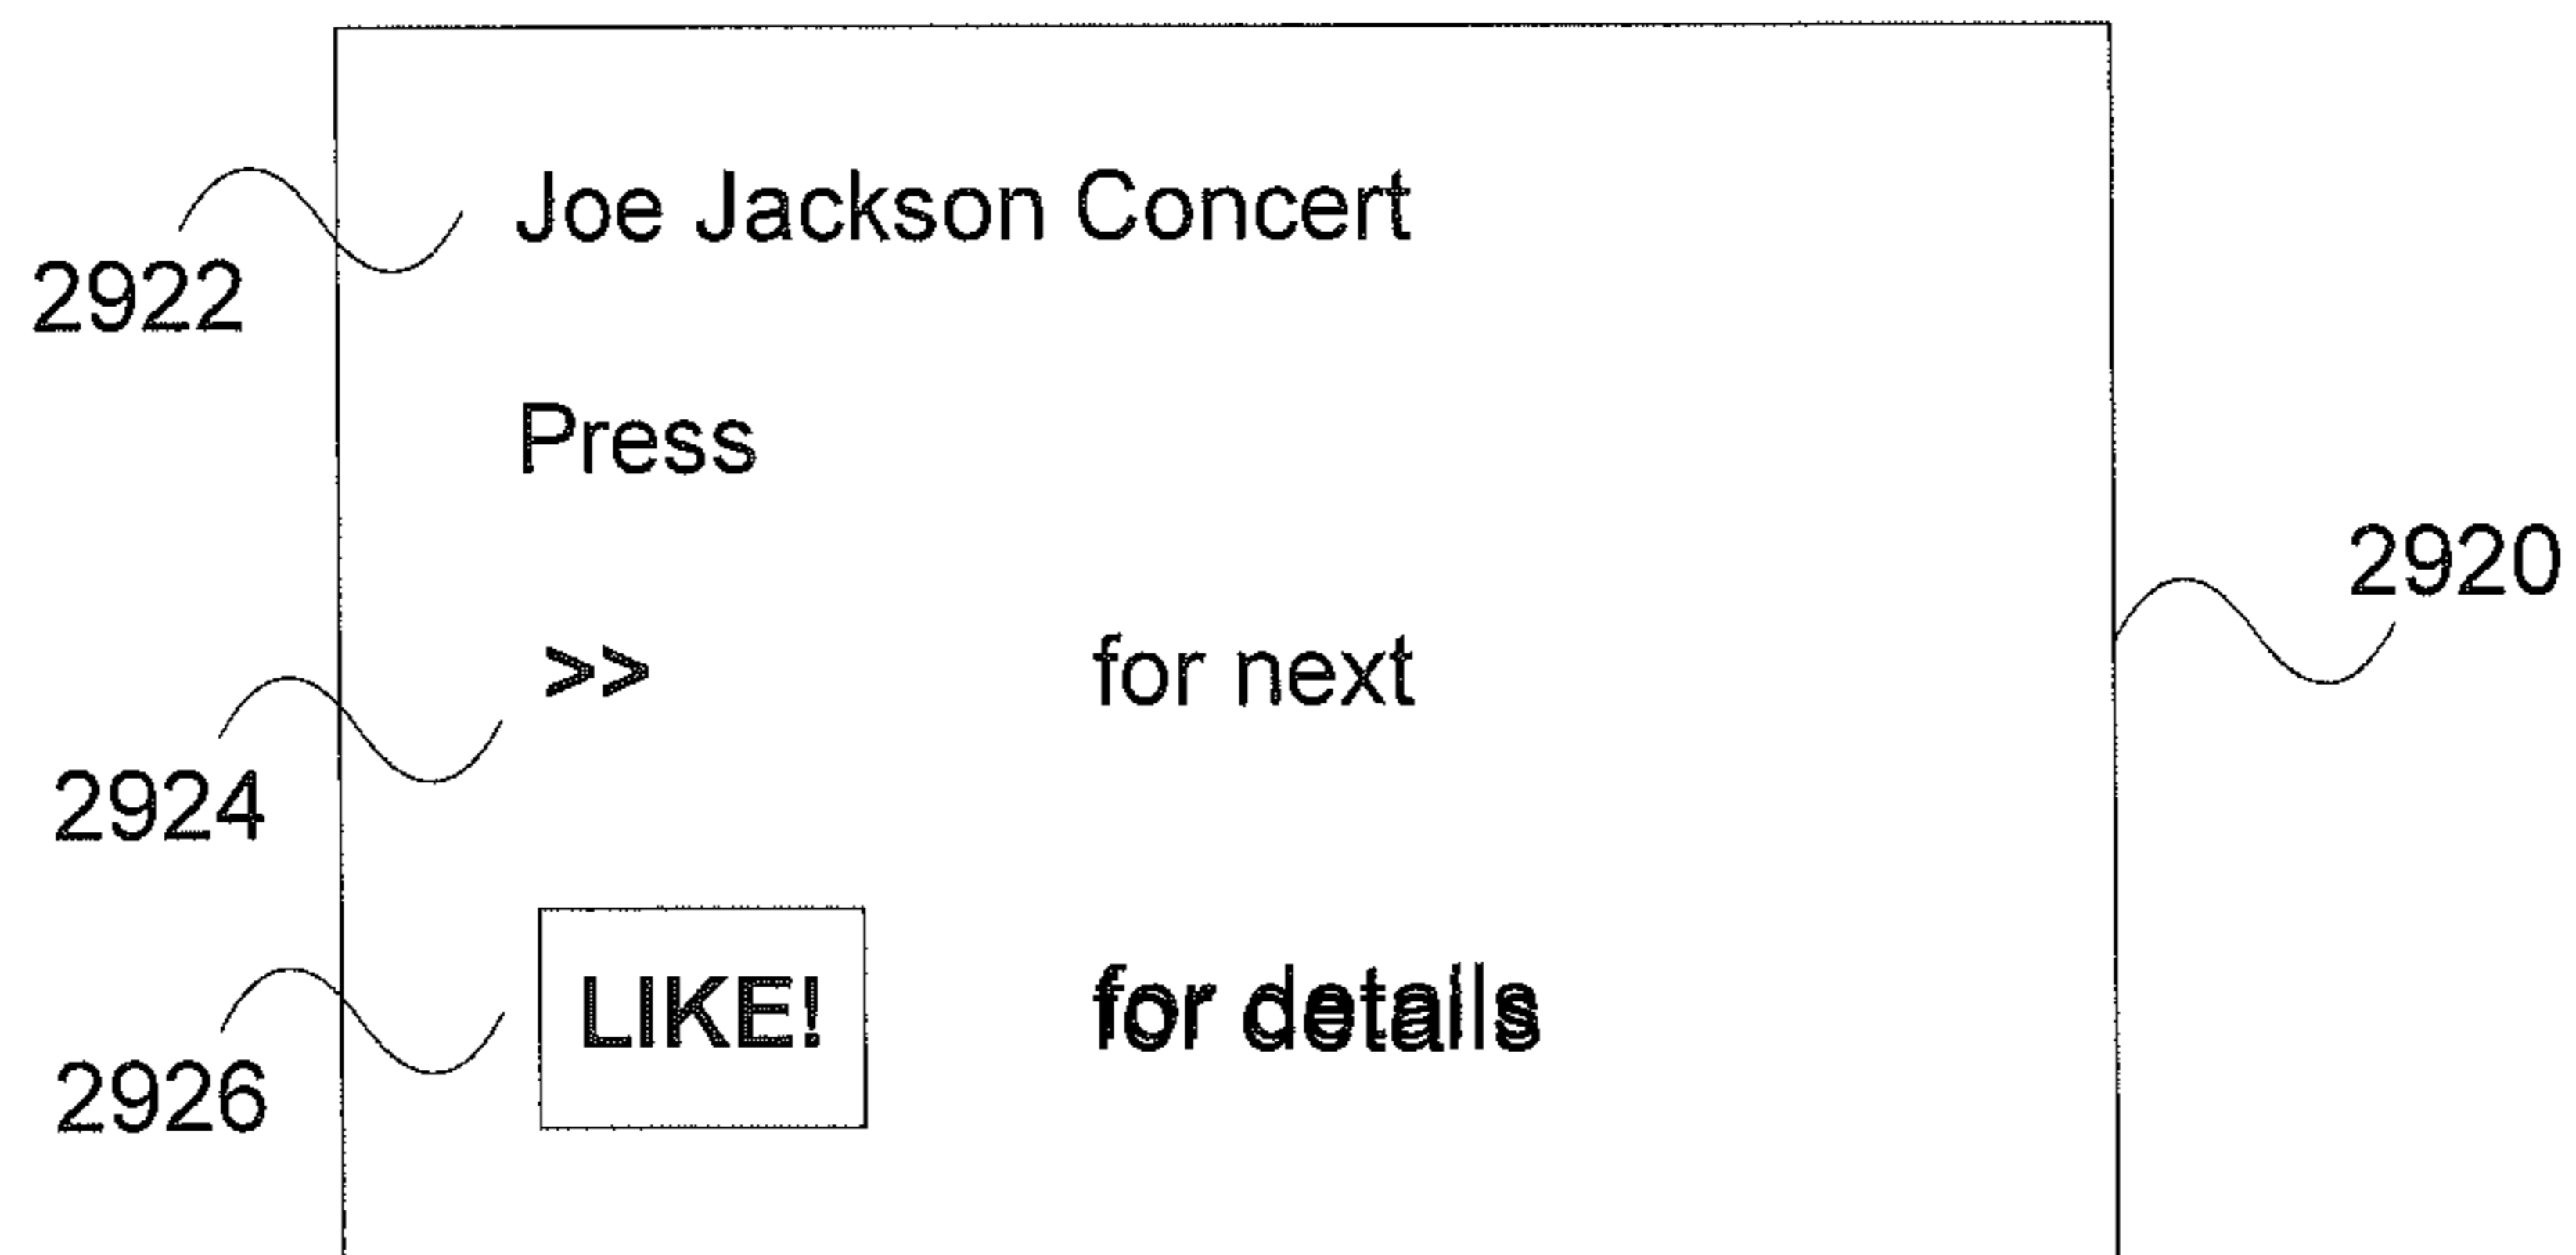 Joe Jackson Concert
2922
Press
2920
>> for next
2924
LIKE! for details
2926